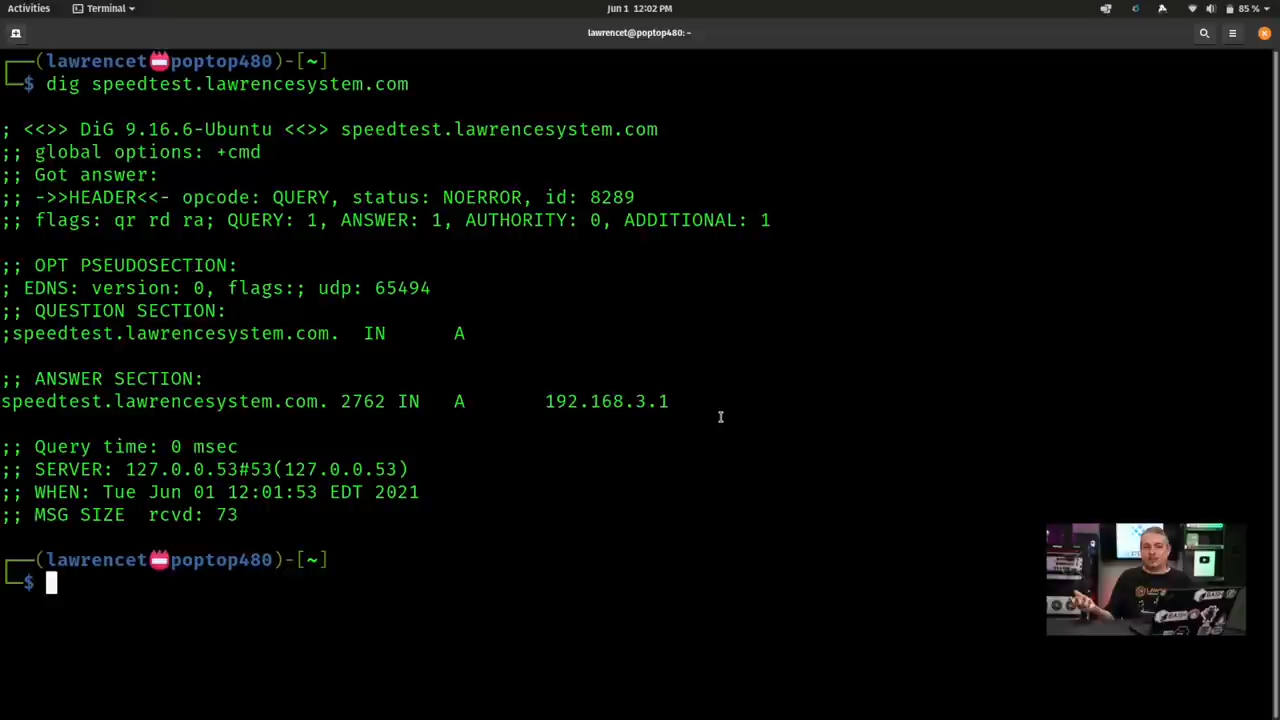 Activities Terminal Jun 1 12:02 PM 85 %
lawrencet@poptop480: ~
(lawrencet📛poptop480)-[~]
$ dig speedtest.lawrencesystem.com
; <<>> DiG 9.16.6-Ubuntu <<>> speedtest.lawrencesystem.com
;; global options: +cmd
;; Got answer:
;; ->>HEADER<<- opcode: QUERY, status: NOERROR, id: 8289
;; flags: qr rd ra; QUERY: 1, ANSWER: 1, AUTHORITY: 0, ADDITIONAL: 1
;; OPT PSEUDOSECTION:
; EDNS: version: 0, flags:; udp: 65494
;; QUESTION SECTION:
;speedtest.lawrencesystem.com. IN A
;; ANSWER SECTION:
speedtest.lawrencesystem.com. 2762 IN A 192.168.3.1
;; Query time: 0 msec
;; SERVER: 127.0.0.53#53(127.0.0.53)
;; WHEN: Tue Jun 01 12:01:53 EDT 2021
;; MSG SIZE rcvd: 73
(lawrencet📛poptop480)-[~]
$